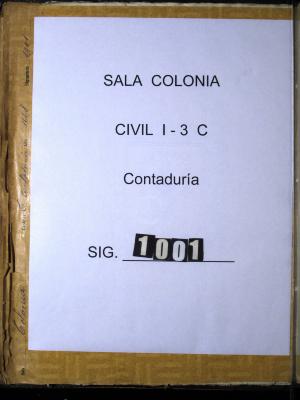 SALA COLONIA
CIVIL I - 3 C
Contaduría
SIG. 1001